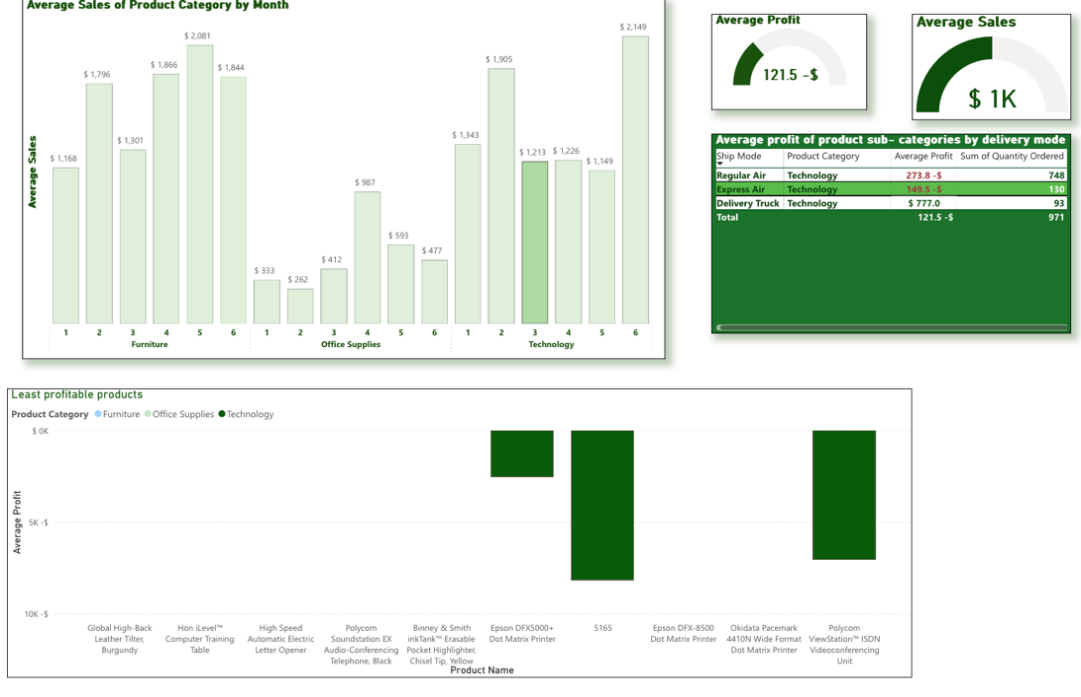 Average Sales of Product Category by Month
Average Sales
$ 1,168
$ 1,796
$ 1,301
$ 1,866
$ 2,081
$ 1,844
$ 333
$ 262
$ 412
$ 987
$ 593
$ 477
$ 1,343
$ 1,905
$ 1,213
$ 1,226
$ 1,149
$ 2,149
1 2 3 4 5 6 1 2 3 4 5 6 1 2 3 4 5 6
Furniture Office Supplies Technology
Average Profit
121.5 -$
Average Sales
$ 1K
Average profit of product sub- categories by delivery mode
Ship Mode Product Category Average Profit Sum of Quantity Ordered
Regular Air Technology 273.8 -$ 748
Express Air Technology 149.5 -$ 130
Delivery Truck Technology $ 777.0 93
Total 121.5 -$ 971
Least profitable products
Product Category Furniture Office Supplies Technology
Average Profit
$ 0K
5K -$
10K -$
Global High-Back
Leather Tilter,
Burgundy
Hon iLevel™
Computer Training
Table
High Speed
Automatic Electric
Letter Opener
Polycom
Soundstation EX
Audio-Conferencing
Telephone, Black
Binney & Smith
inkTank™ Erasable
Pocket Highlighter,
Chisel Tip, Yellow
Epson DFX5000+
Dot Matrix Printer
5165
Epson DFX-8500
Dot Matrix Printer
Okidata Pacemark
4410N Wide Format
Dot Matrix Printer
Polycom
ViewStation™ ISDN
Videoconferencing
Unit
Product Name